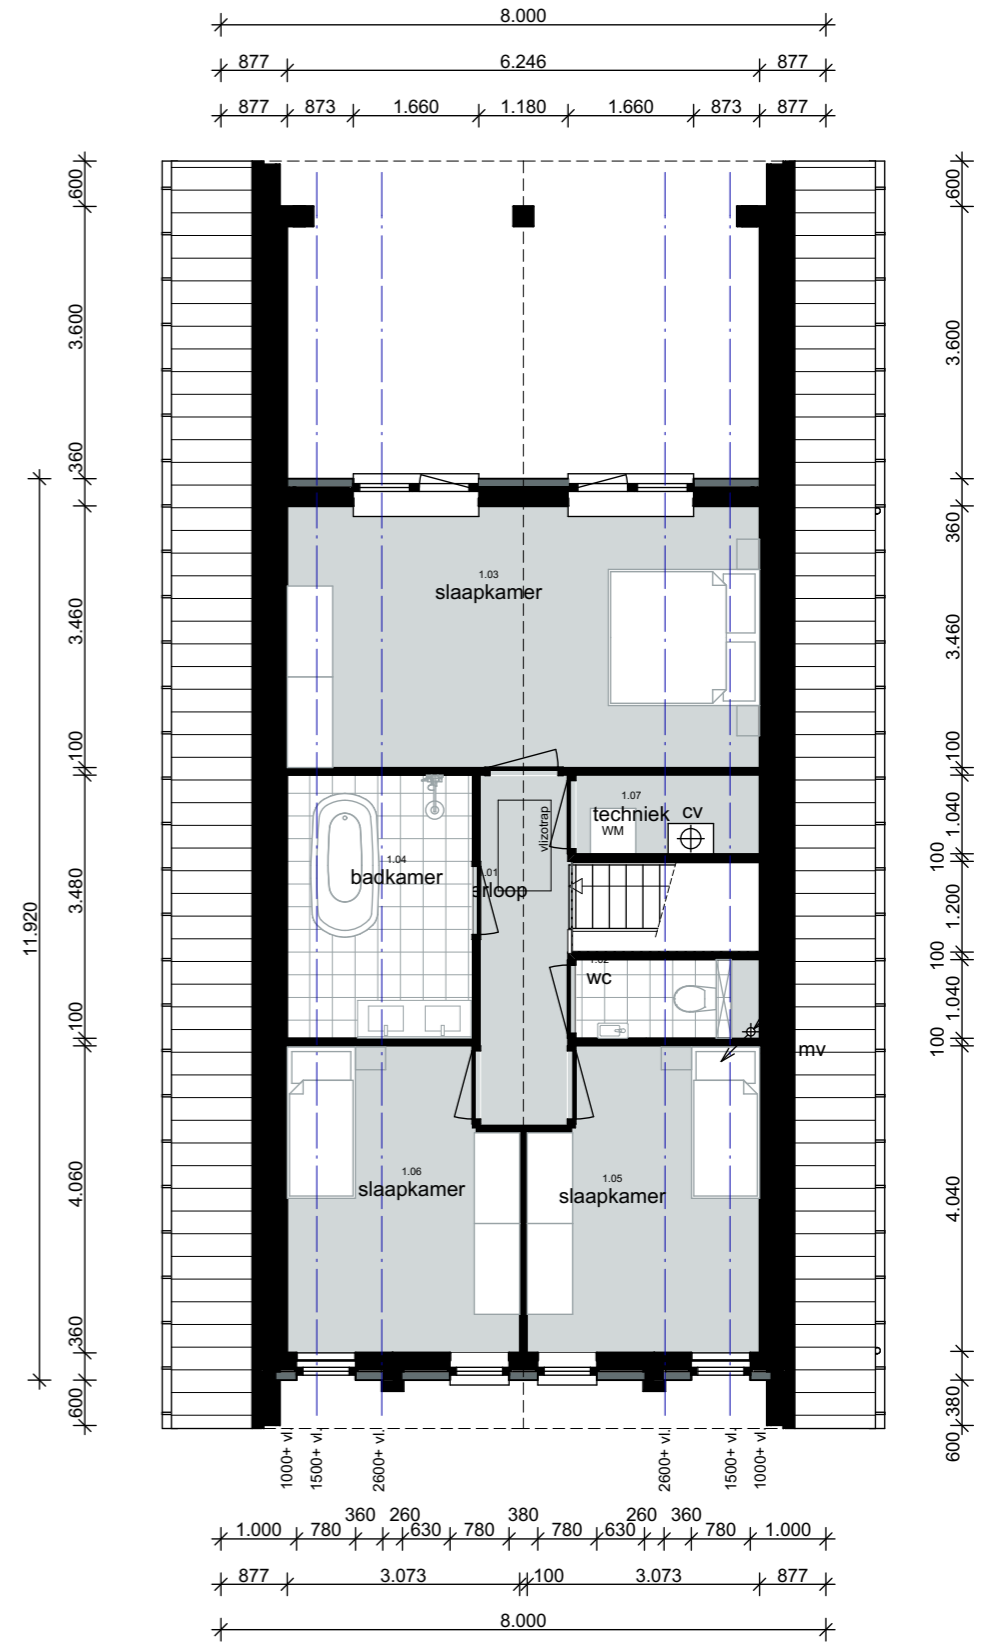 8.000
877 6.246 877
877 873 1.660 1.180 1.660 873 877
600
3.600
360
3.460
100
3.480
100
4.060
360
600
11.920
600
3.600
360
3.460
100
1.040
100
1.200
100
1.040
100
4.040
380
600
1.03
slaapkamer
1.07
techniek
cv
WM
vlizotrap
1.04
badkamer
1.01
erloop
1.02
wc
mv
1.06
slaapkamer
1.05
slaapkamer
1000+ vl.
1500+ vl.
2600+ vl.
2600+ vl.
1500+ vl.
1000+ vl.
360 260 380 260 360
1.000 780 630 780 780 630 780 1.000
877 3.073 100 3.073 877
8.000